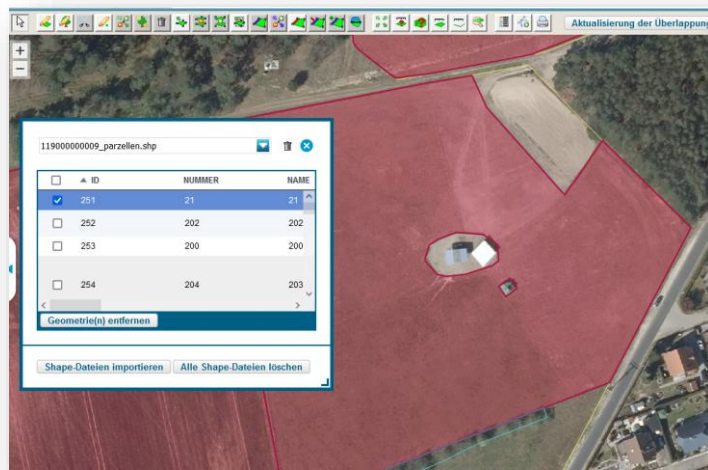 Aktualisierung der Überlappung
+
−
119000000009_parzellen.shp
ID NUMMER NAME
251 21 21
252 202 202
253 200 200
254 204 203
Geometrie(n) entfernen
Shape-Dateien importieren Alle Shape-Dateien löschen